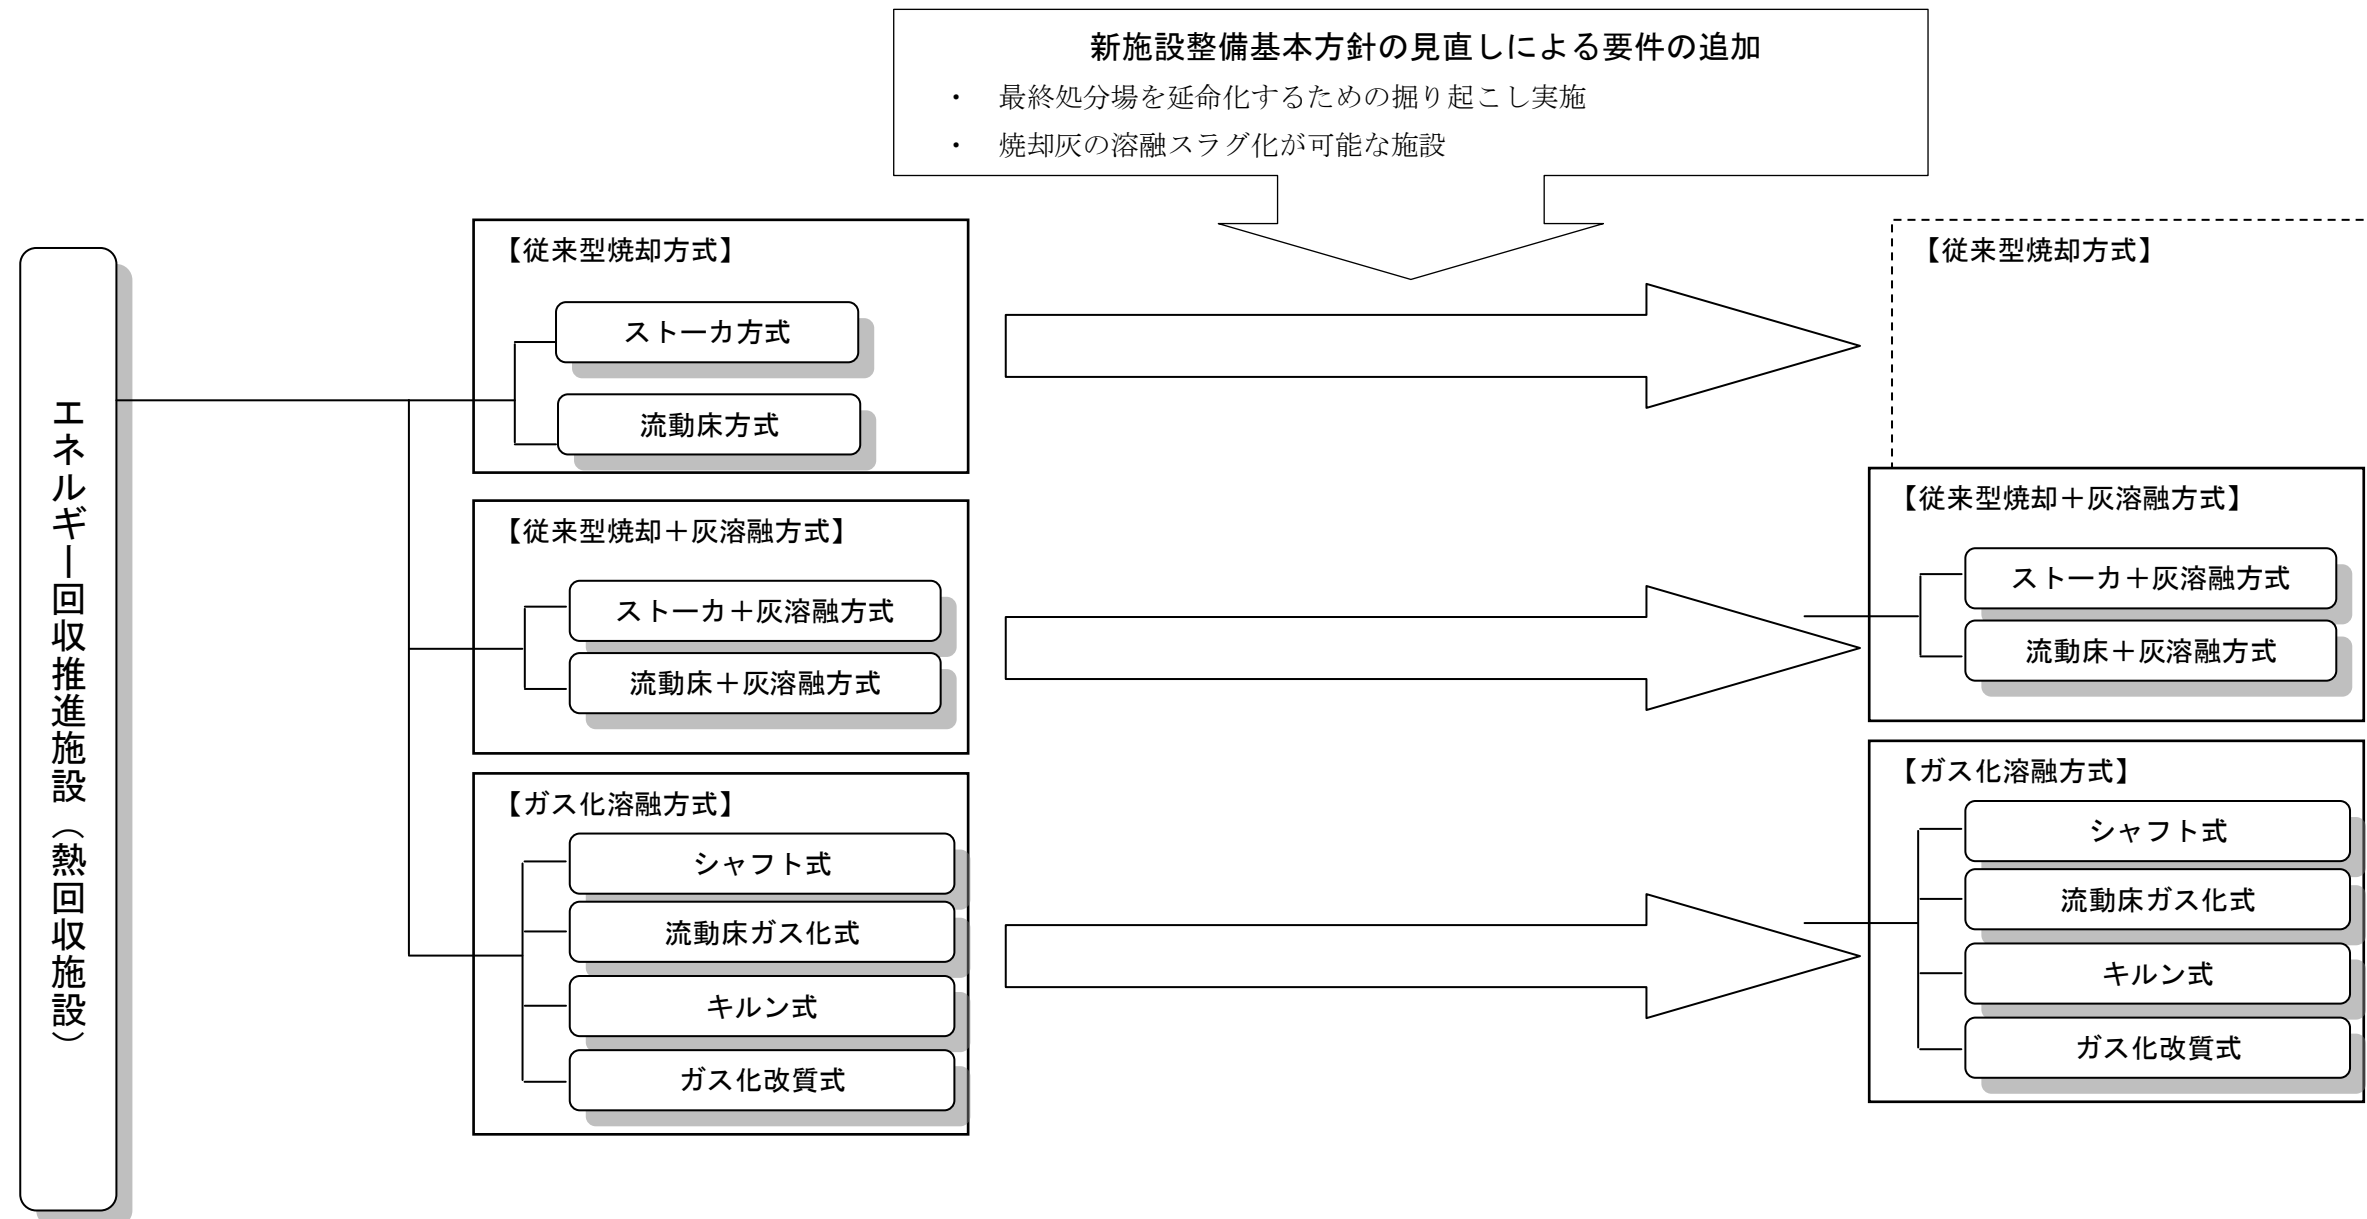 新施設整備基本方針の見直しによる要件の追加
・ 最終処分場を延命化するための掘り起こし実施
・ 焼却灰の溶融スラグ化が可能な施設
エネルギー回収推進施設(熱回収施設)
【従来型焼却方式】
ストーカ方式
流動床方式
【従来型焼却+灰溶融方式】
ストーカ+灰溶融方式
流動床+灰溶融方式
【ガス化溶融方式】
シャフト式
流動床ガス化式
キルン式
ガス化改質式
【従来型焼却方式】
【従来型焼却+灰溶融方式】
ストーカ+灰溶融方式
流動床+灰溶融方式
【ガス化溶融方式】
シャフト式
流動床ガス化式
キルン式
ガス化改質式